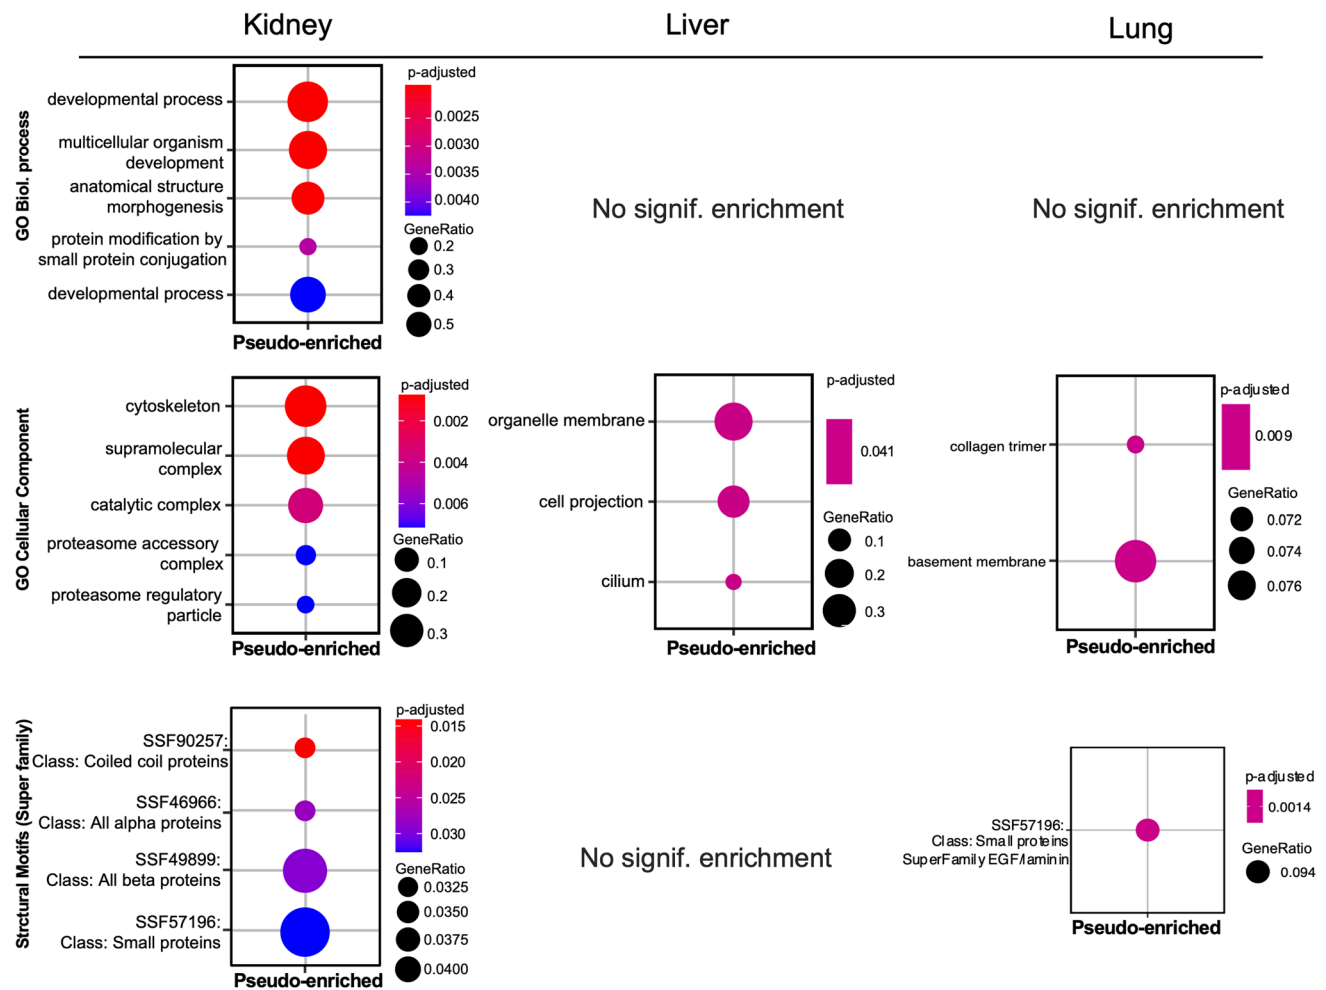 Kidney
Liver
Lung
GO Biol. process
developmental process
multicellular organism
development
anatomical structure
morphogenesis
protein modification by
small protein conjugation
developmental process
Pseudo-enriched
p-adjusted
0.0025
0.0030
0.0035
0.0040
GeneRatio
0.2
0.3
0.4
0.5
No signif. enrichment
No signif. enrichment
GO Cellular Component
cytoskeleton
supramolecular
complex
catalytic complex
proteasome accessory
complex
proteasome regulatory
particle
Pseudo-enriched
p-adjusted
0.002
0.004
0.006
GeneRatio
0.1
0.2
0.3
organelle membrane
cell projection
cilium
Pseudo-enriched
p-adjusted
0.041
GeneRatio
0.1
0.2
0.3
collagen trimer
basement membrane
Pseudo-enriched
p-adjusted
0.009
GeneRatio
0.072
0.074
0.076
Strctural Motifs (Super family)
SSF90257:
Class: Coiled coil proteins
SSF46966:
Class: All alpha proteins
SSF49899:
Class: All beta proteins
SSF57196:
Class: Small proteins
Pseudo-enriched
p-adjusted
0.015
0.020
0.025
0.030
GeneRatio
0.0325
0.0350
0.0375
0.0400
No signif. enrichment
SSF57196:
Class: Small proteins
SuperFamily EGF/laminin
Pseudo-enriched
p-adjusted
0.0014
GeneRatio
0.094